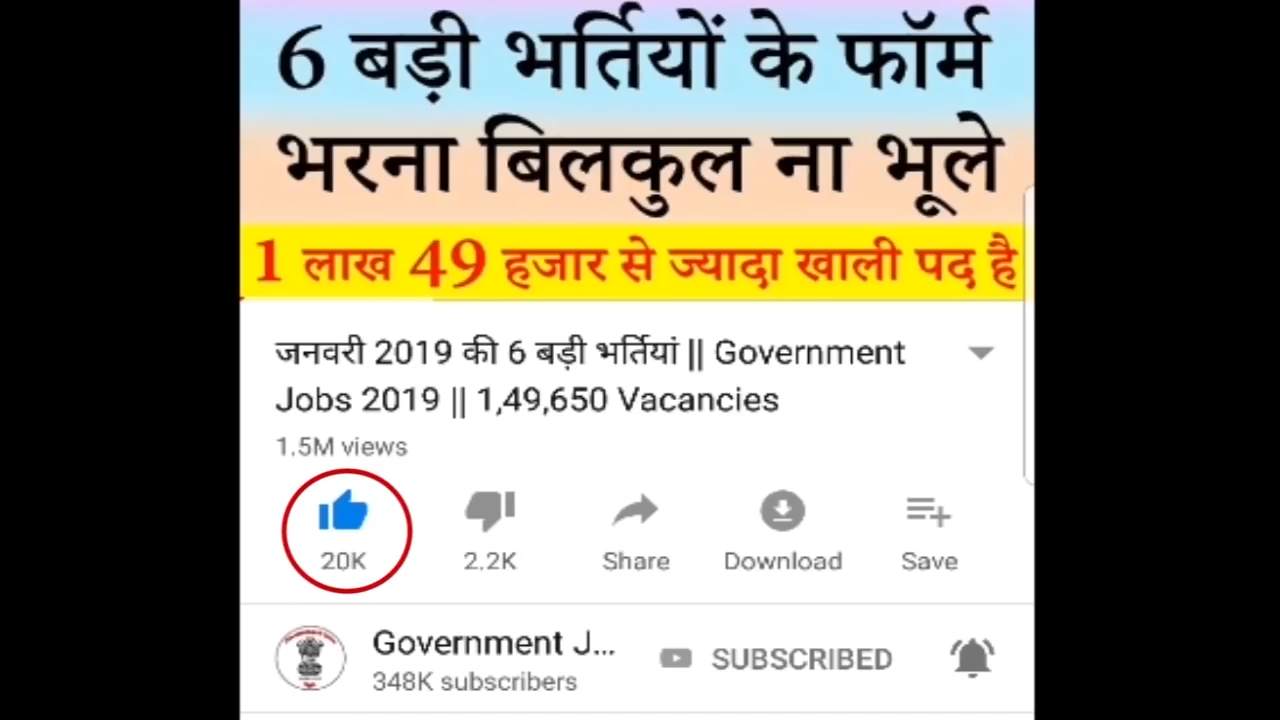 6 बड़ी भर्तियों के फॉर्म
भरना बिलकुल ना भूले
1 लाख 49 हजार से ज्यादा खाली पद है
जनवरी 2019 की 6 बड़ी भर्तियां || Government
Jobs 2019 || 1,49,650 Vacancies
1.5M views
20K 2.2K Share Download Save
Government J... SUBSCRIBED
348K subscribers